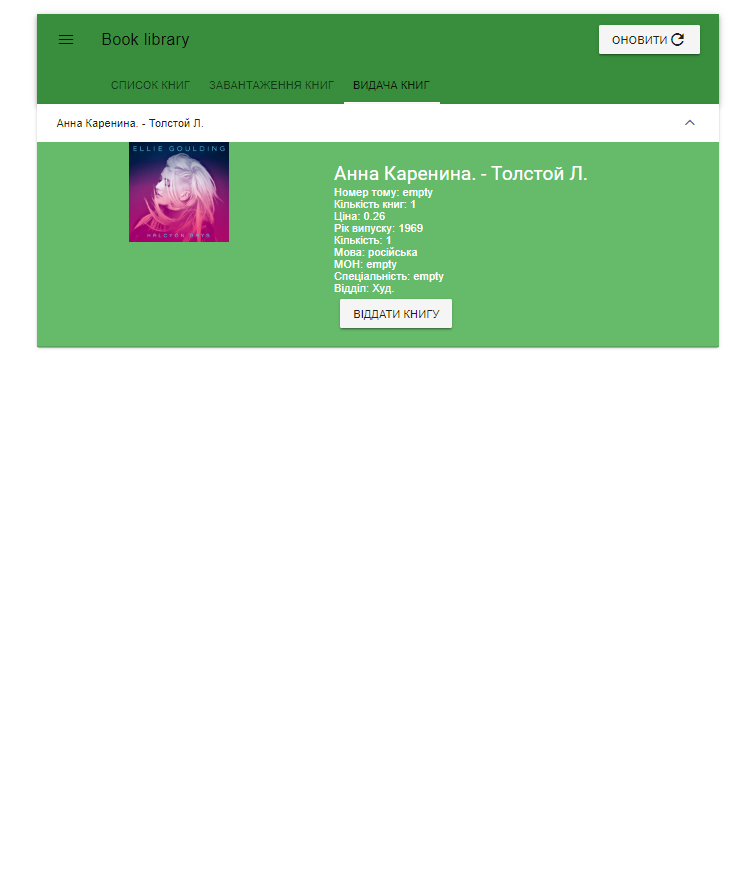 Book library
ОНОВИТИ
СПИСОК КНИГ ЗАВАНТАЖЕННЯ КНИГ ВИДАЧА КНИГ
Анна Каренина. - Толстой Л.
ELLIE GOULDING
HALCYON DAYS
Анна Каренина. - Толстой Л.
Номер тому: empty
Кількість книг: 1
Ціна: 0.26
Рік випуску: 1969
Кількість: 1
Мова: російська
МОН: empty
Спеціальність: empty
Відділ: Худ.
ВІДДАТИ КНИГУ